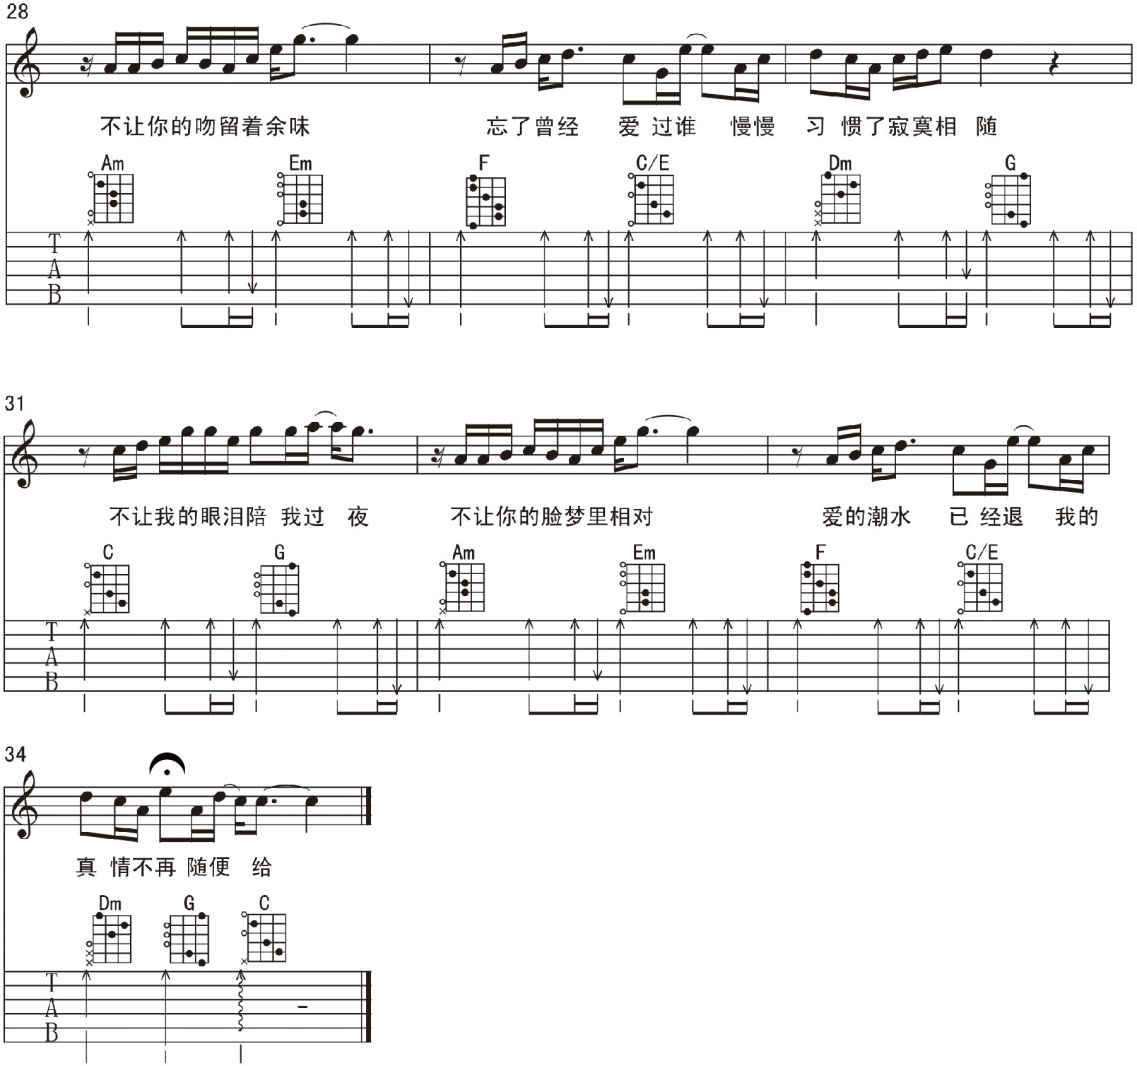 28
不让你的吻留着余味 忘了曾经 爱 过谁 慢慢 习 惯了寂寞相 随
Am Em F C/E Dm G
T
A
B
31
不让我的眼泪陪 我过 夜 不让你的脸梦里相对 爱的潮水 已 经退 我的
C G Am Em F C/E
T
A
B
34
真 情不再 随便 给
Dm G C
T
A
B